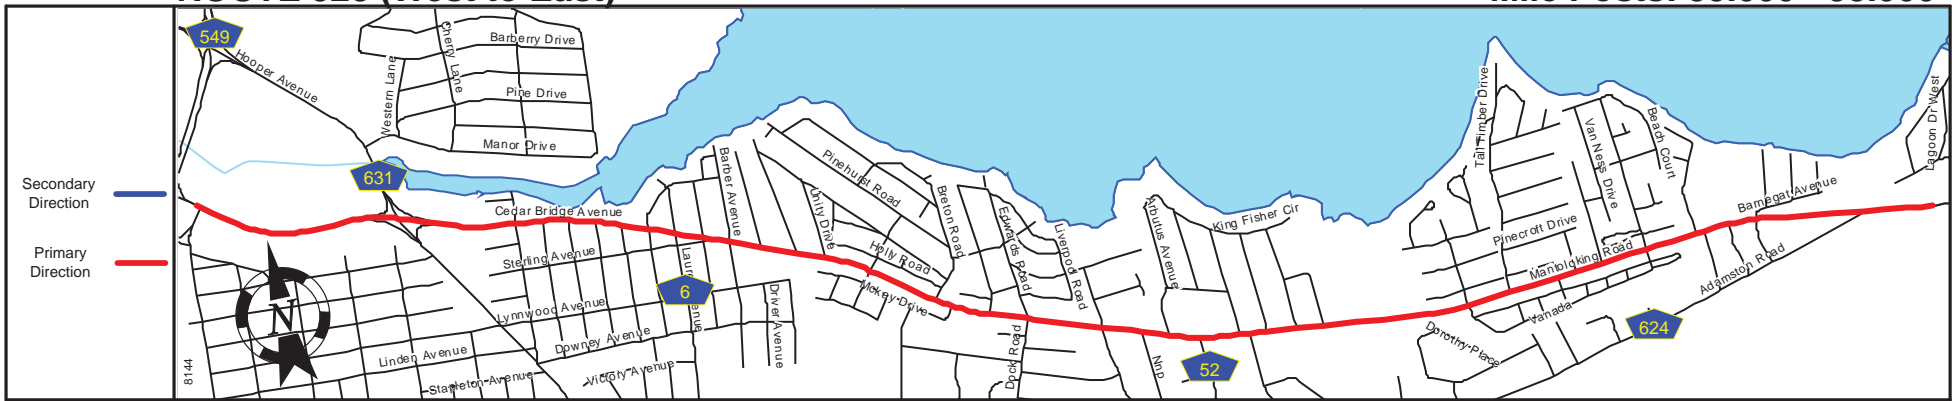 549
Hooper Avenue
Western Lane
Cherry Lane
Barberry Drive
Pine Drive
Manor Drive
631
Secondary
Direction
Primary
Direction
Cedar Bridge Avenue
Sterling Avenue
Lynnwood Avenue
Downey Avenue
Linden Avenue
Stapleton Avenue
Victory Avenue
8144
N
6
Barber Avenue
Driver Avenue
Unity Drive
Pinehurst Road
Holly Road
Mckey Drive
Breton Road
Edwards Road
Liverpool Road
Dock Road
Arbutus Avenue
King Fisher Cir
52
Tall Timber Drive
Van Ness Drive
Beach Court
Pinecroft Drive
Mantoloking Road
Barnegat Avenue
Adamston Road
Vanada
Dorothy Place
624
Lagoon Dr West